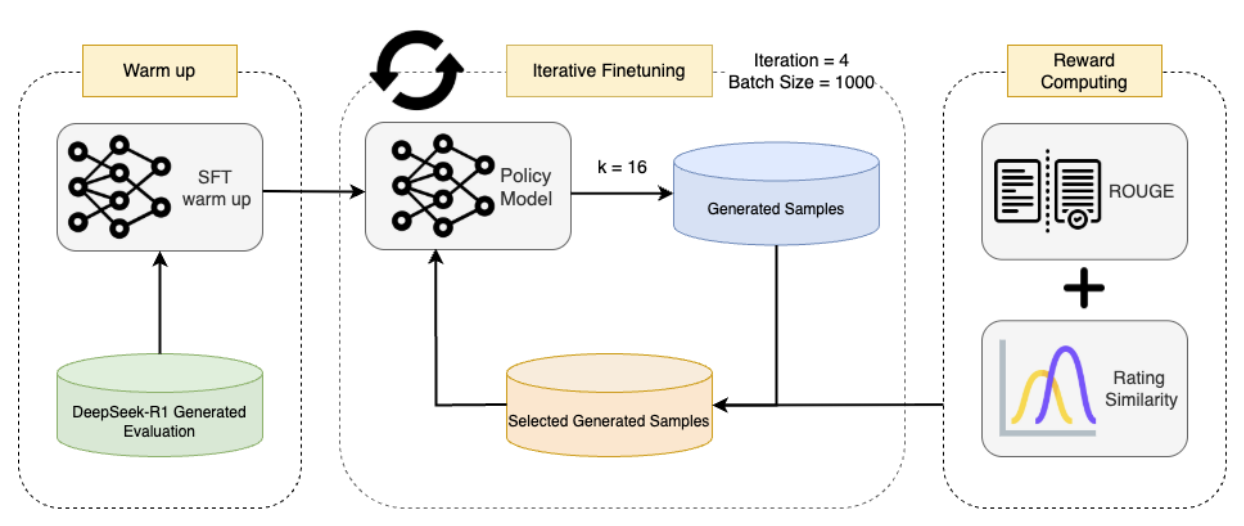 Warm up
SFT
warm up
DeepSeek-R1 Generated
Evaluation
Iterative Finetuning
Iteration = 4
Batch Size = 1000
Policy
Model
k = 16
Generated Samples
Selected Generated Samples
Reward
Computing
ROUGE
Rating
Similarity